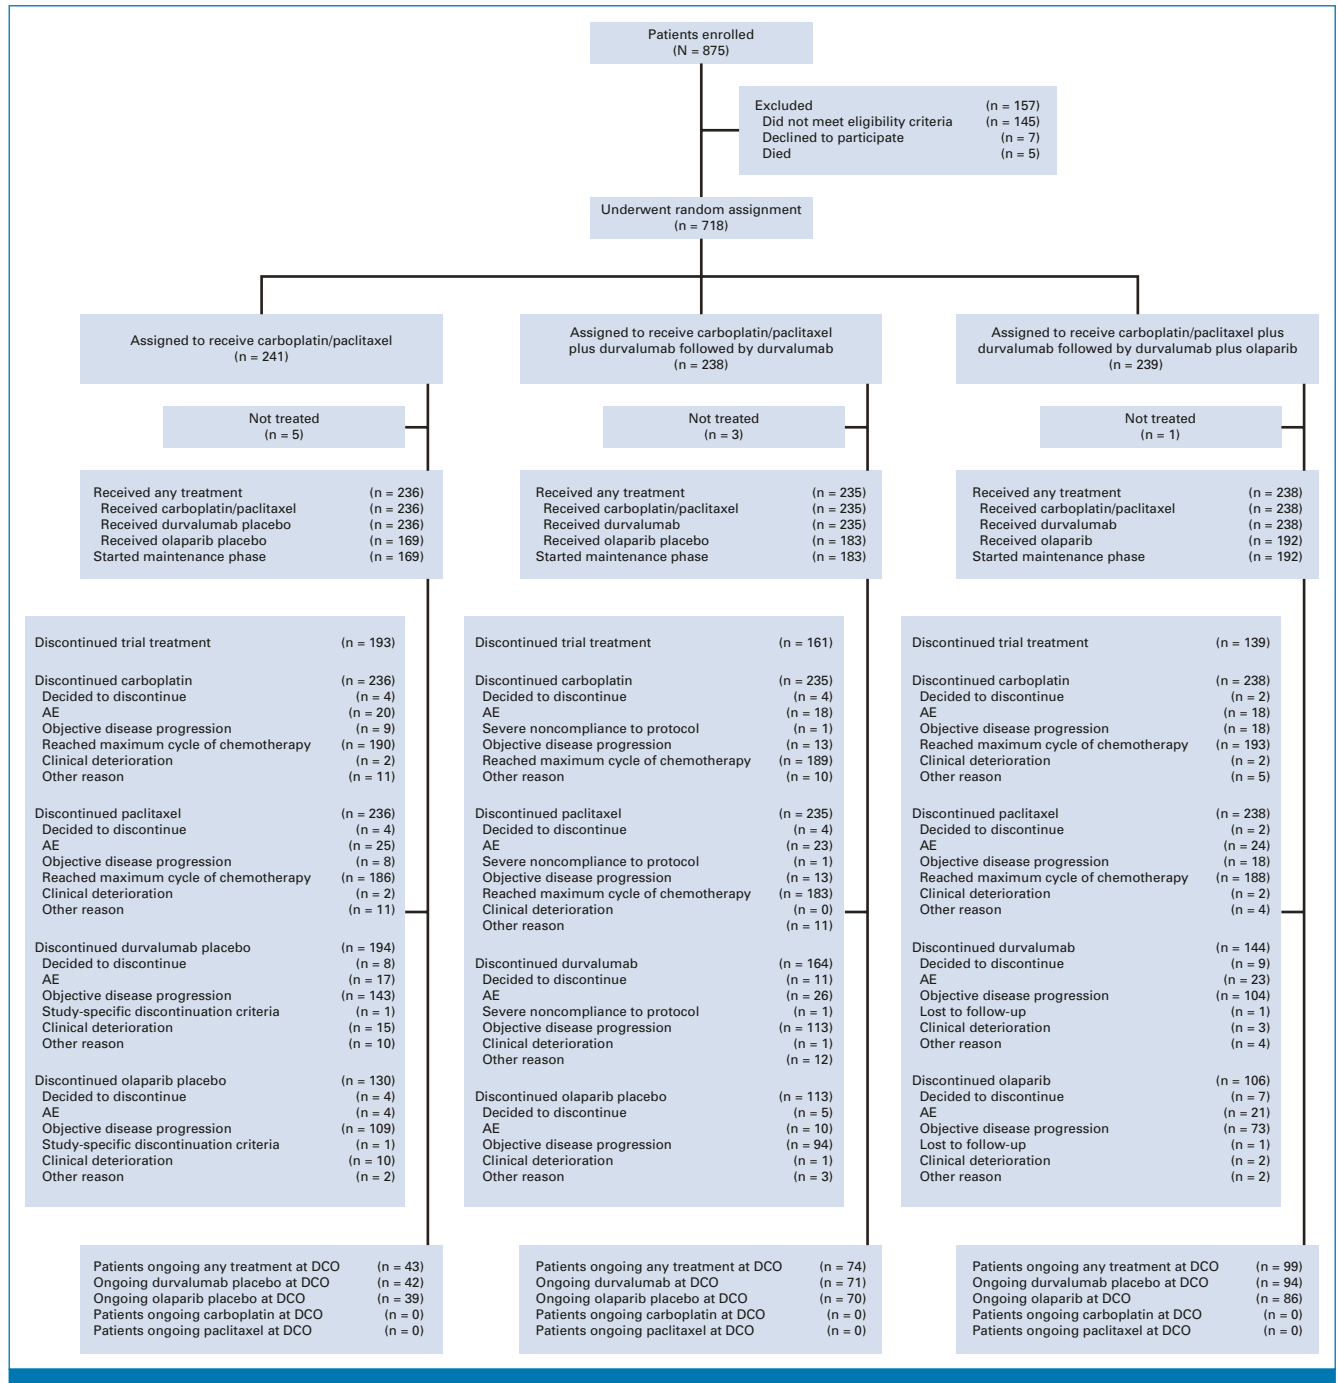 Patients enrolled
(N = 875)
Excluded (n = 157)
Did not meet eligibility criteria (n = 145)
Declined to participate (n = 7)
Died (n = 5)
Underwent random assignment
(n = 718)
Assigned to receive carboplatin/paclitaxel
(n = 241)
Not treated
(n = 5)
Received any treatment (n = 236)
Received carboplatin/paclitaxel (n = 236)
Received durvalumab placebo (n = 236)
Received olaparib placebo (n = 169)
Started maintenance phase (n = 169)
Discontinued trial treatment (n = 193)
Discontinued carboplatin (n = 236)
Decided to discontinue (n = 4)
AE (n = 20)
Objective disease progression (n = 9)
Reached maximum cycle of chemotherapy (n = 190)
Clinical deterioration (n = 2)
Other reason (n = 11)
Discontinued paclitaxel (n = 236)
Decided to discontinue (n = 4)
AE (n = 25)
Objective disease progression (n = 8)
Reached maximum cycle of chemotherapy (n = 186)
Clinical deterioration (n = 2)
Other reason (n = 11)
Discontinued durvalumab placebo (n = 194)
Decided to discontinue (n = 8)
AE (n = 17)
Objective disease progression (n = 143)
Study-specific discontinuation criteria (n = 1)
Clinical deterioration (n = 15)
Other reason (n = 10)
Discontinued olaparib placebo (n = 130)
Decided to discontinue (n = 4)
AE (n = 4)
Objective disease progression (n = 109)
Study-specific discontinuation criteria (n = 1)
Clinical deterioration (n = 10)
Other reason (n = 2)
Patients ongoing any treatment at DCO (n = 43)
Ongoing durvalumab placebo at DCO (n = 42)
Ongoing olaparib placebo at DCO (n = 39)
Patients ongoing carboplatin at DCO (n = 0)
Patients ongoing paclitaxel at DCO (n = 0)
Assigned to receive carboplatin/paclitaxel
plus durvalumab followed by durvalumab
(n = 238)
Not treated
(n = 3)
Received any treatment (n = 235)
Received carboplatin/paclitaxel (n = 235)
Received durvalumab (n = 235)
Received olaparib placebo (n = 183)
Started maintenance phase (n = 183)
Discontinued trial treatment (n = 161)
Discontinued carboplatin (n = 235)
Decided to discontinue (n = 4)
AE (n = 18)
Severe noncompliance to protocol (n = 1)
Objective disease progression (n = 13)
Reached maximum cycle of chemotherapy (n = 189)
Other reason (n = 10)
Discontinued paclitaxel (n = 235)
Decided to discontinue (n = 4)
AE (n = 23)
Severe noncompliance to protocol (n = 1)
Objective disease progression (n = 13)
Reached maximum cycle of chemotherapy (n = 183)
Clinical deterioration (n = 0)
Other reason (n = 11)
Discontinued durvalumab (n = 164)
Decided to discontinue (n = 11)
AE (n = 26)
Severe noncompliance to protocol (n = 1)
Objective disease progression (n = 113)
Clinical deterioration (n = 1)
Other reason (n = 12)
Discontinued olaparib placebo (n = 113)
Decided to discontinue (n = 5)
AE (n = 10)
Objective disease progression (n = 94)
Clinical deterioration (n = 1)
Other reason (n = 3)
Patients ongoing any treatment at DCO (n = 74)
Ongoing durvalumab at DCO (n = 71)
Ongoing olaparib placebo at DCO (n = 70)
Patients ongoing carboplatin at DCO (n = 0)
Patients ongoing paclitaxel at DCO (n = 0)
Assigned to receive carboplatin/paclitaxel plus
durvalumab followed by durvalumab plus olaparib
(n = 239)
Not treated
(n = 1)
Received any treatment (n = 238)
Received carboplatin/paclitaxel (n = 238)
Received durvalumab (n = 238)
Received olaparib (n = 192)
Started maintenance phase (n = 192)
Discontinued trial treatment (n = 139)
Discontinued carboplatin (n = 238)
Decided to discontinue (n = 2)
AE (n = 18)
Objective disease progression (n = 18)
Reached maximum cycle of chemotherapy (n = 193)
Clinical deterioration (n = 2)
Other reason (n = 5)
Discontinued paclitaxel (n = 238)
Decided to discontinue (n = 2)
AE (n = 24)
Objective disease progression (n = 18)
Reached maximum cycle of chemotherapy (n = 188)
Clinical deterioration (n = 2)
Other reason (n = 4)
Discontinued durvalumab (n = 144)
Decided to discontinue (n = 9)
AE (n = 23)
Objective disease progression (n = 104)
Lost to follow-up (n = 1)
Clinical deterioration (n = 3)
Other reason (n = 4)
Discontinued olaparib (n = 106)
Decided to discontinue (n = 7)
AE (n = 21)
Objective disease progression (n = 73)
Lost to follow-up (n = 1)
Clinical deterioration (n = 2)
Other reason (n = 2)
Patients ongoing any treatment at DCO (n = 99)
Ongoing durvalumab placebo at DCO (n = 94)
Ongoing olaparib at DCO (n = 86)
Patients ongoing carboplatin at DCO (n = 0)
Patients ongoing paclitaxel at DCO (n = 0)